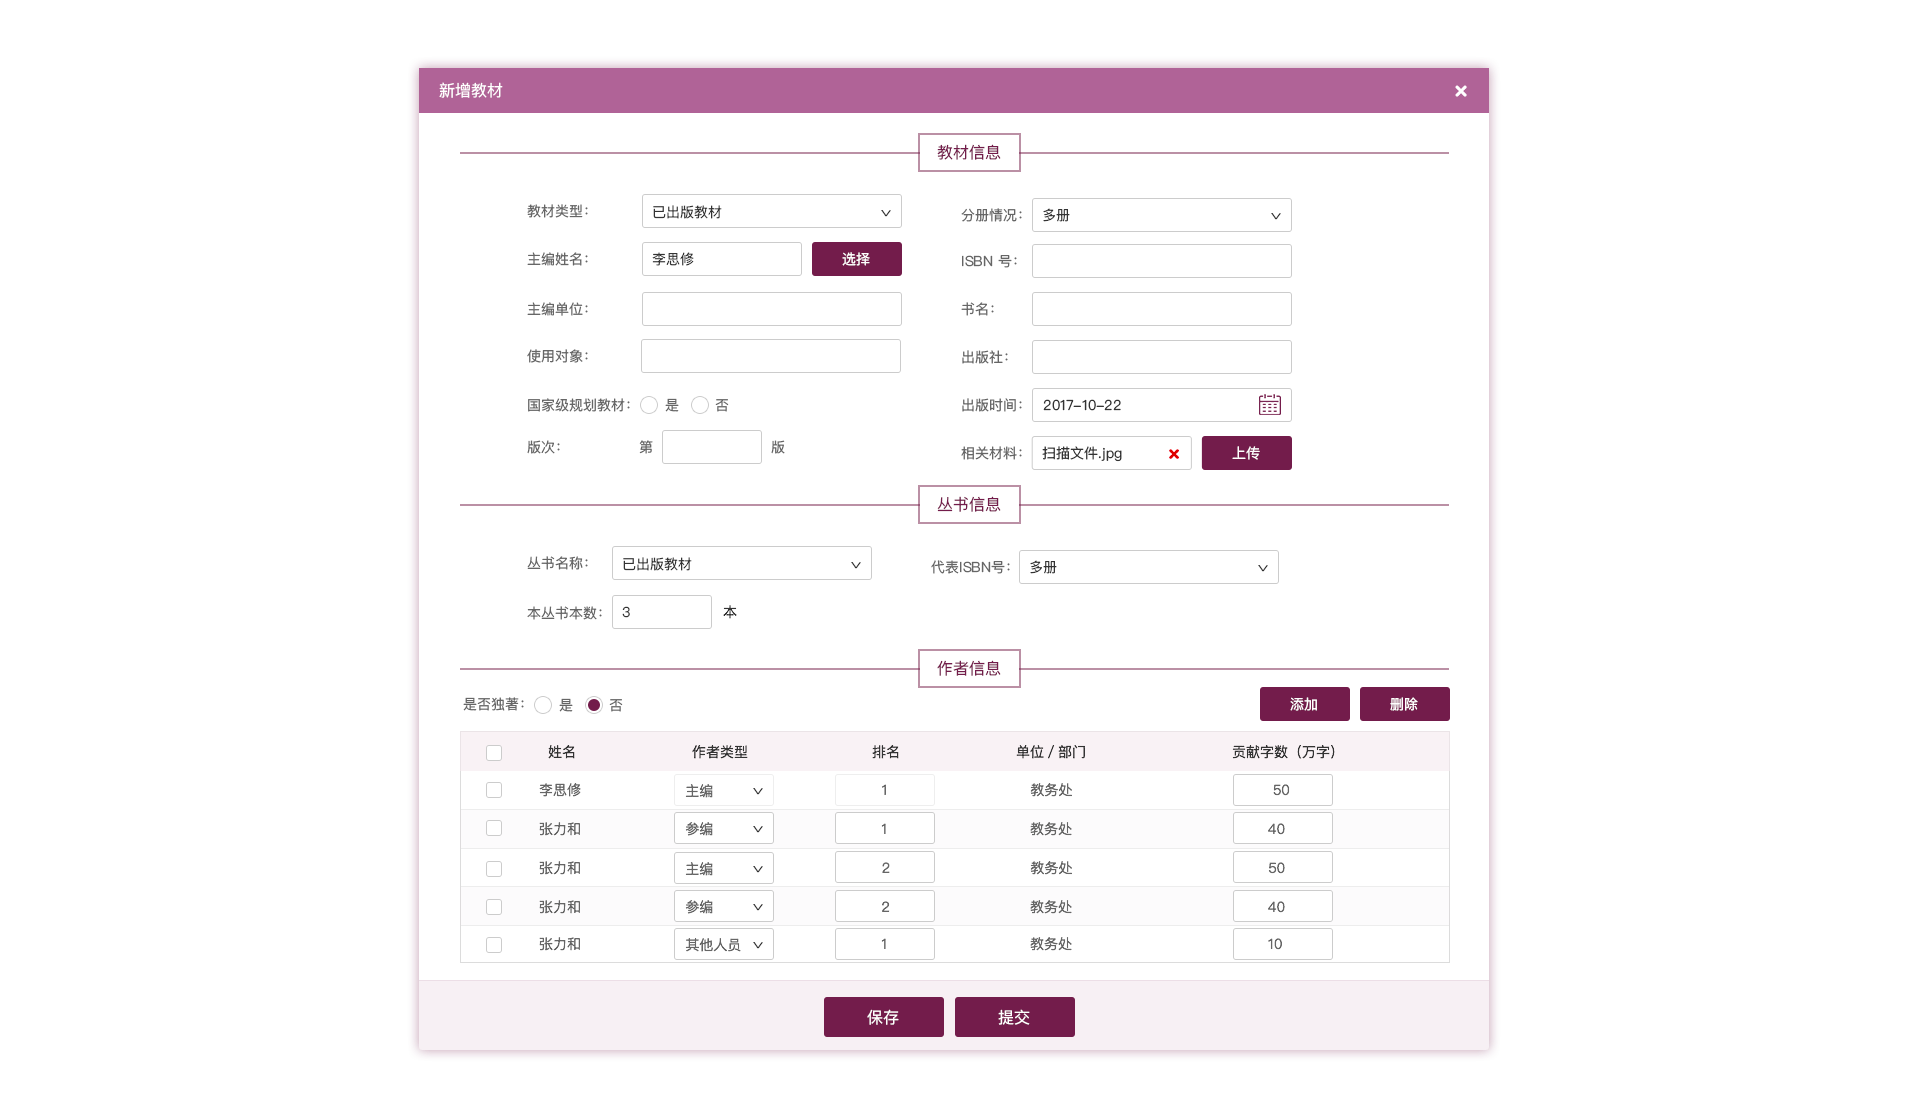 新增教材
教材信息
教材类型： 已出版教材 分册情况： 多册
主编姓名： 李思修 选择 ISBN 号：
主编单位： 书名：
使用对象： 出版社：
国家级规划教材： 是 否 出版时间： 2017-10-22
版次： 第 版 相关材料： 扫描文件.jpg 上传
丛书信息
丛书名称： 已出版教材 代表ISBN号： 多册
本丛书本数： 3 本
作者信息
是否独著： 是 否 添加 删除
姓名 作者类型 排名 单位 / 部门 贡献字数（万字）
李思修 主编 1 教务处 50
张力和 参编 1 教务处 40
张力和 主编 2 教务处 50
张力和 参编 2 教务处 40
张力和 其他人员 1 教务处 10
保存 提交